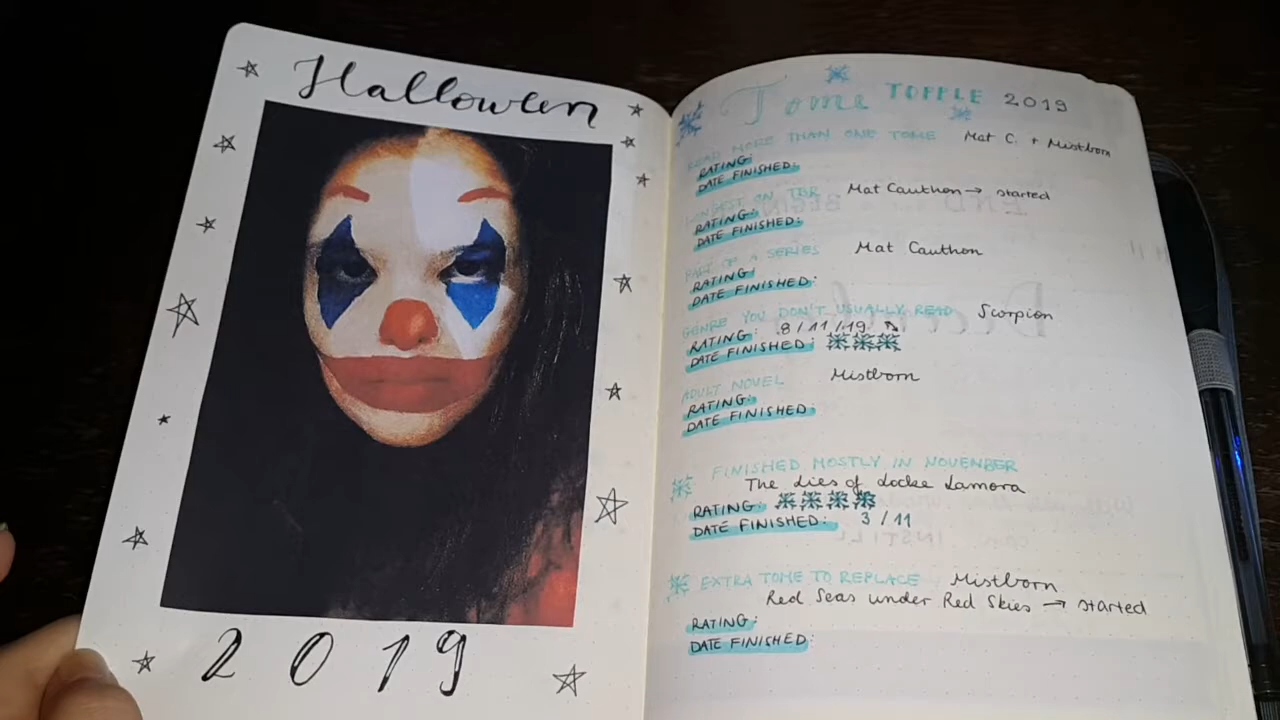 Halloween
2019
Tome TOPPLE 2019
READ MORE THAN ONE TOME Mat C. + Mistborn
RATING:
DATE FINISHED:
LONGEST ON TBR Mat Cauthon → started
RATING:
DATE FINISHED:
PART OF A SERIES Mat Cauthon
RATING:
DATE FINISHED:
GENRE YOU DON'T USUALLY READ Scorpion
RATING: 8/11/19
DATE FINISHED:
ADULT NOVEL Mistborn
RATING:
DATE FINISHED:
FINISHED MOSTLY IN NOVEMBER
The Lies of Locke Lamora
RATING:
DATE FINISHED: 3/11
EXTRA TOME TO REPLACE Mistborn
Red Seas under Red Skies → started
RATING:
DATE FINISHED: